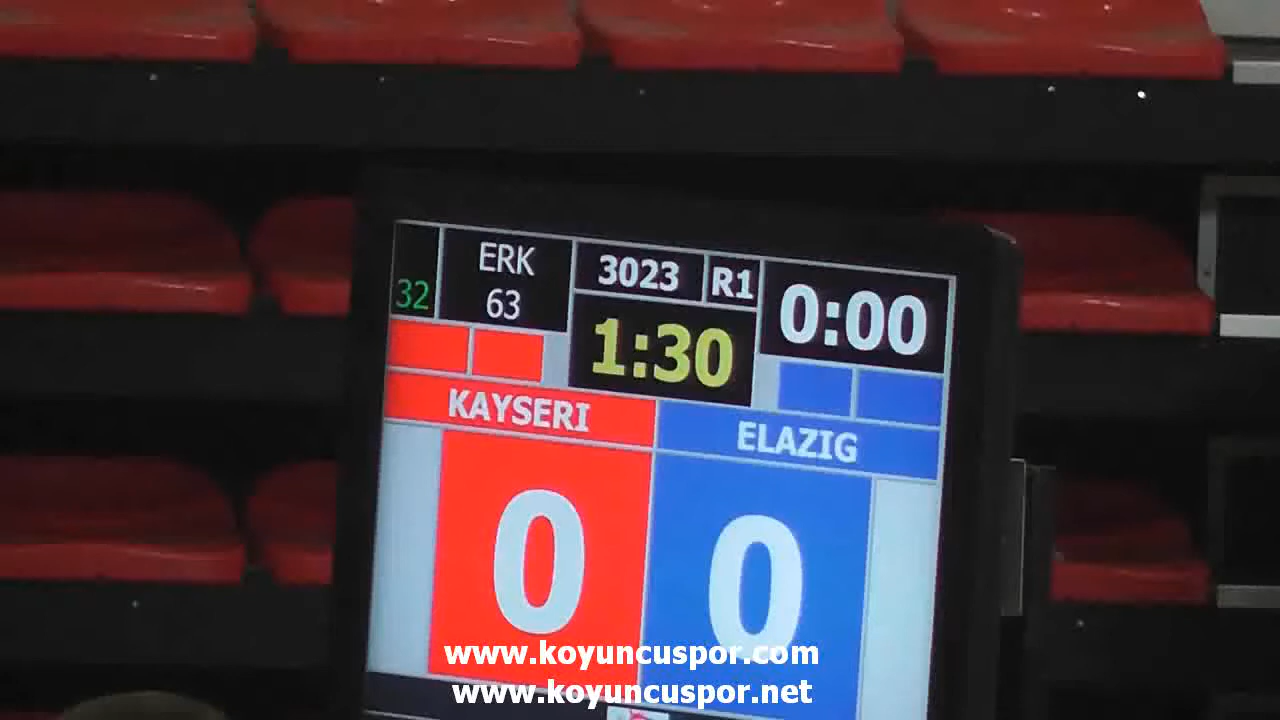 32
ERK
63
3023
R1
1:30
0:00
KAYSERI
ELAZIG
0
0
www.koyuncuspor.com
www.koyuncuspor.net